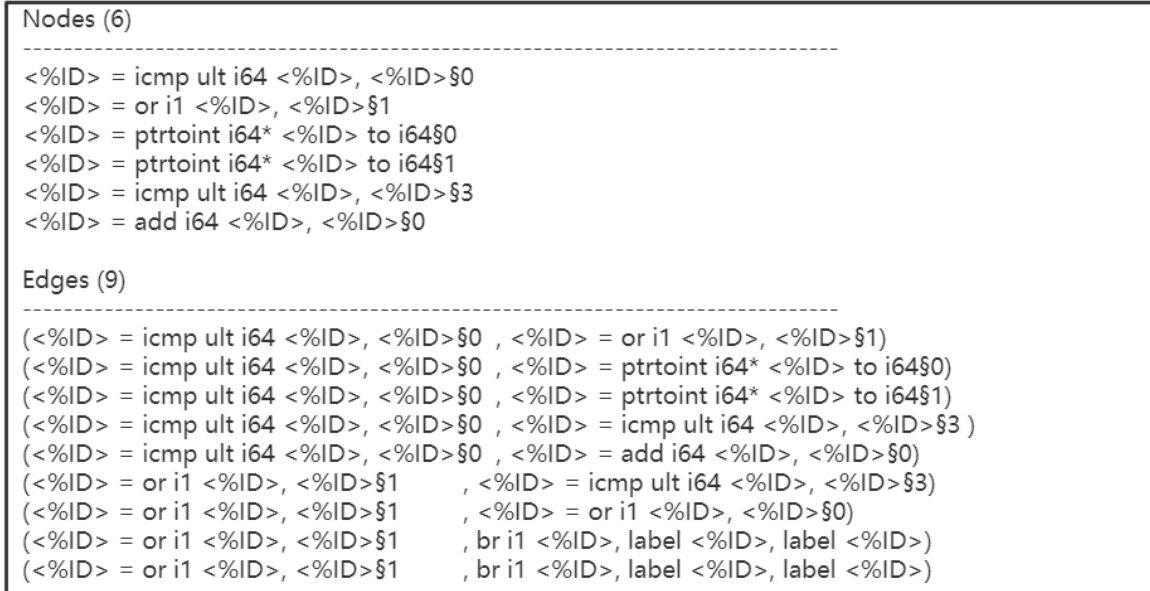 Nodes (6)
--------------------------------------------------------------------------------
<%ID> = icmp ult i64 <%ID>, <%ID>§0
<%ID> = or i1 <%ID>, <%ID>§1
<%ID> = ptrtoint i64* <%ID> to i64§0
<%ID> = ptrtoint i64* <%ID> to i64§1
<%ID> = icmp ult i64 <%ID>, <%ID>§3
<%ID> = add i64 <%ID>, <%ID>§0
Edges (9)
--------------------------------------------------------------------------------
(<%ID> = icmp ult i64 <%ID>, <%ID>§0 , <%ID> = or i1 <%ID>, <%ID>§1)
(<%ID> = icmp ult i64 <%ID>, <%ID>§0 , <%ID> = ptrtoint i64* <%ID> to i64§0)
(<%ID> = icmp ult i64 <%ID>, <%ID>§0 , <%ID> = ptrtoint i64* <%ID> to i64§1)
(<%ID> = icmp ult i64 <%ID>, <%ID>§0 , <%ID> = icmp ult i64 <%ID>, <%ID>§3 )
(<%ID> = icmp ult i64 <%ID>, <%ID>§0 , <%ID> = add i64 <%ID>, <%ID>§0)
(<%ID> = or i1 <%ID>, <%ID>§1 , <%ID> = icmp ult i64 <%ID>, <%ID>§3)
(<%ID> = or i1 <%ID>, <%ID>§1 , <%ID> = or i1 <%ID>, <%ID>§0)
(<%ID> = or i1 <%ID>, <%ID>§1 , br i1 <%ID>, label <%ID>, label <%ID>)
(<%ID> = or i1 <%ID>, <%ID>§1 , br i1 <%ID>, label <%ID>, label <%ID>)